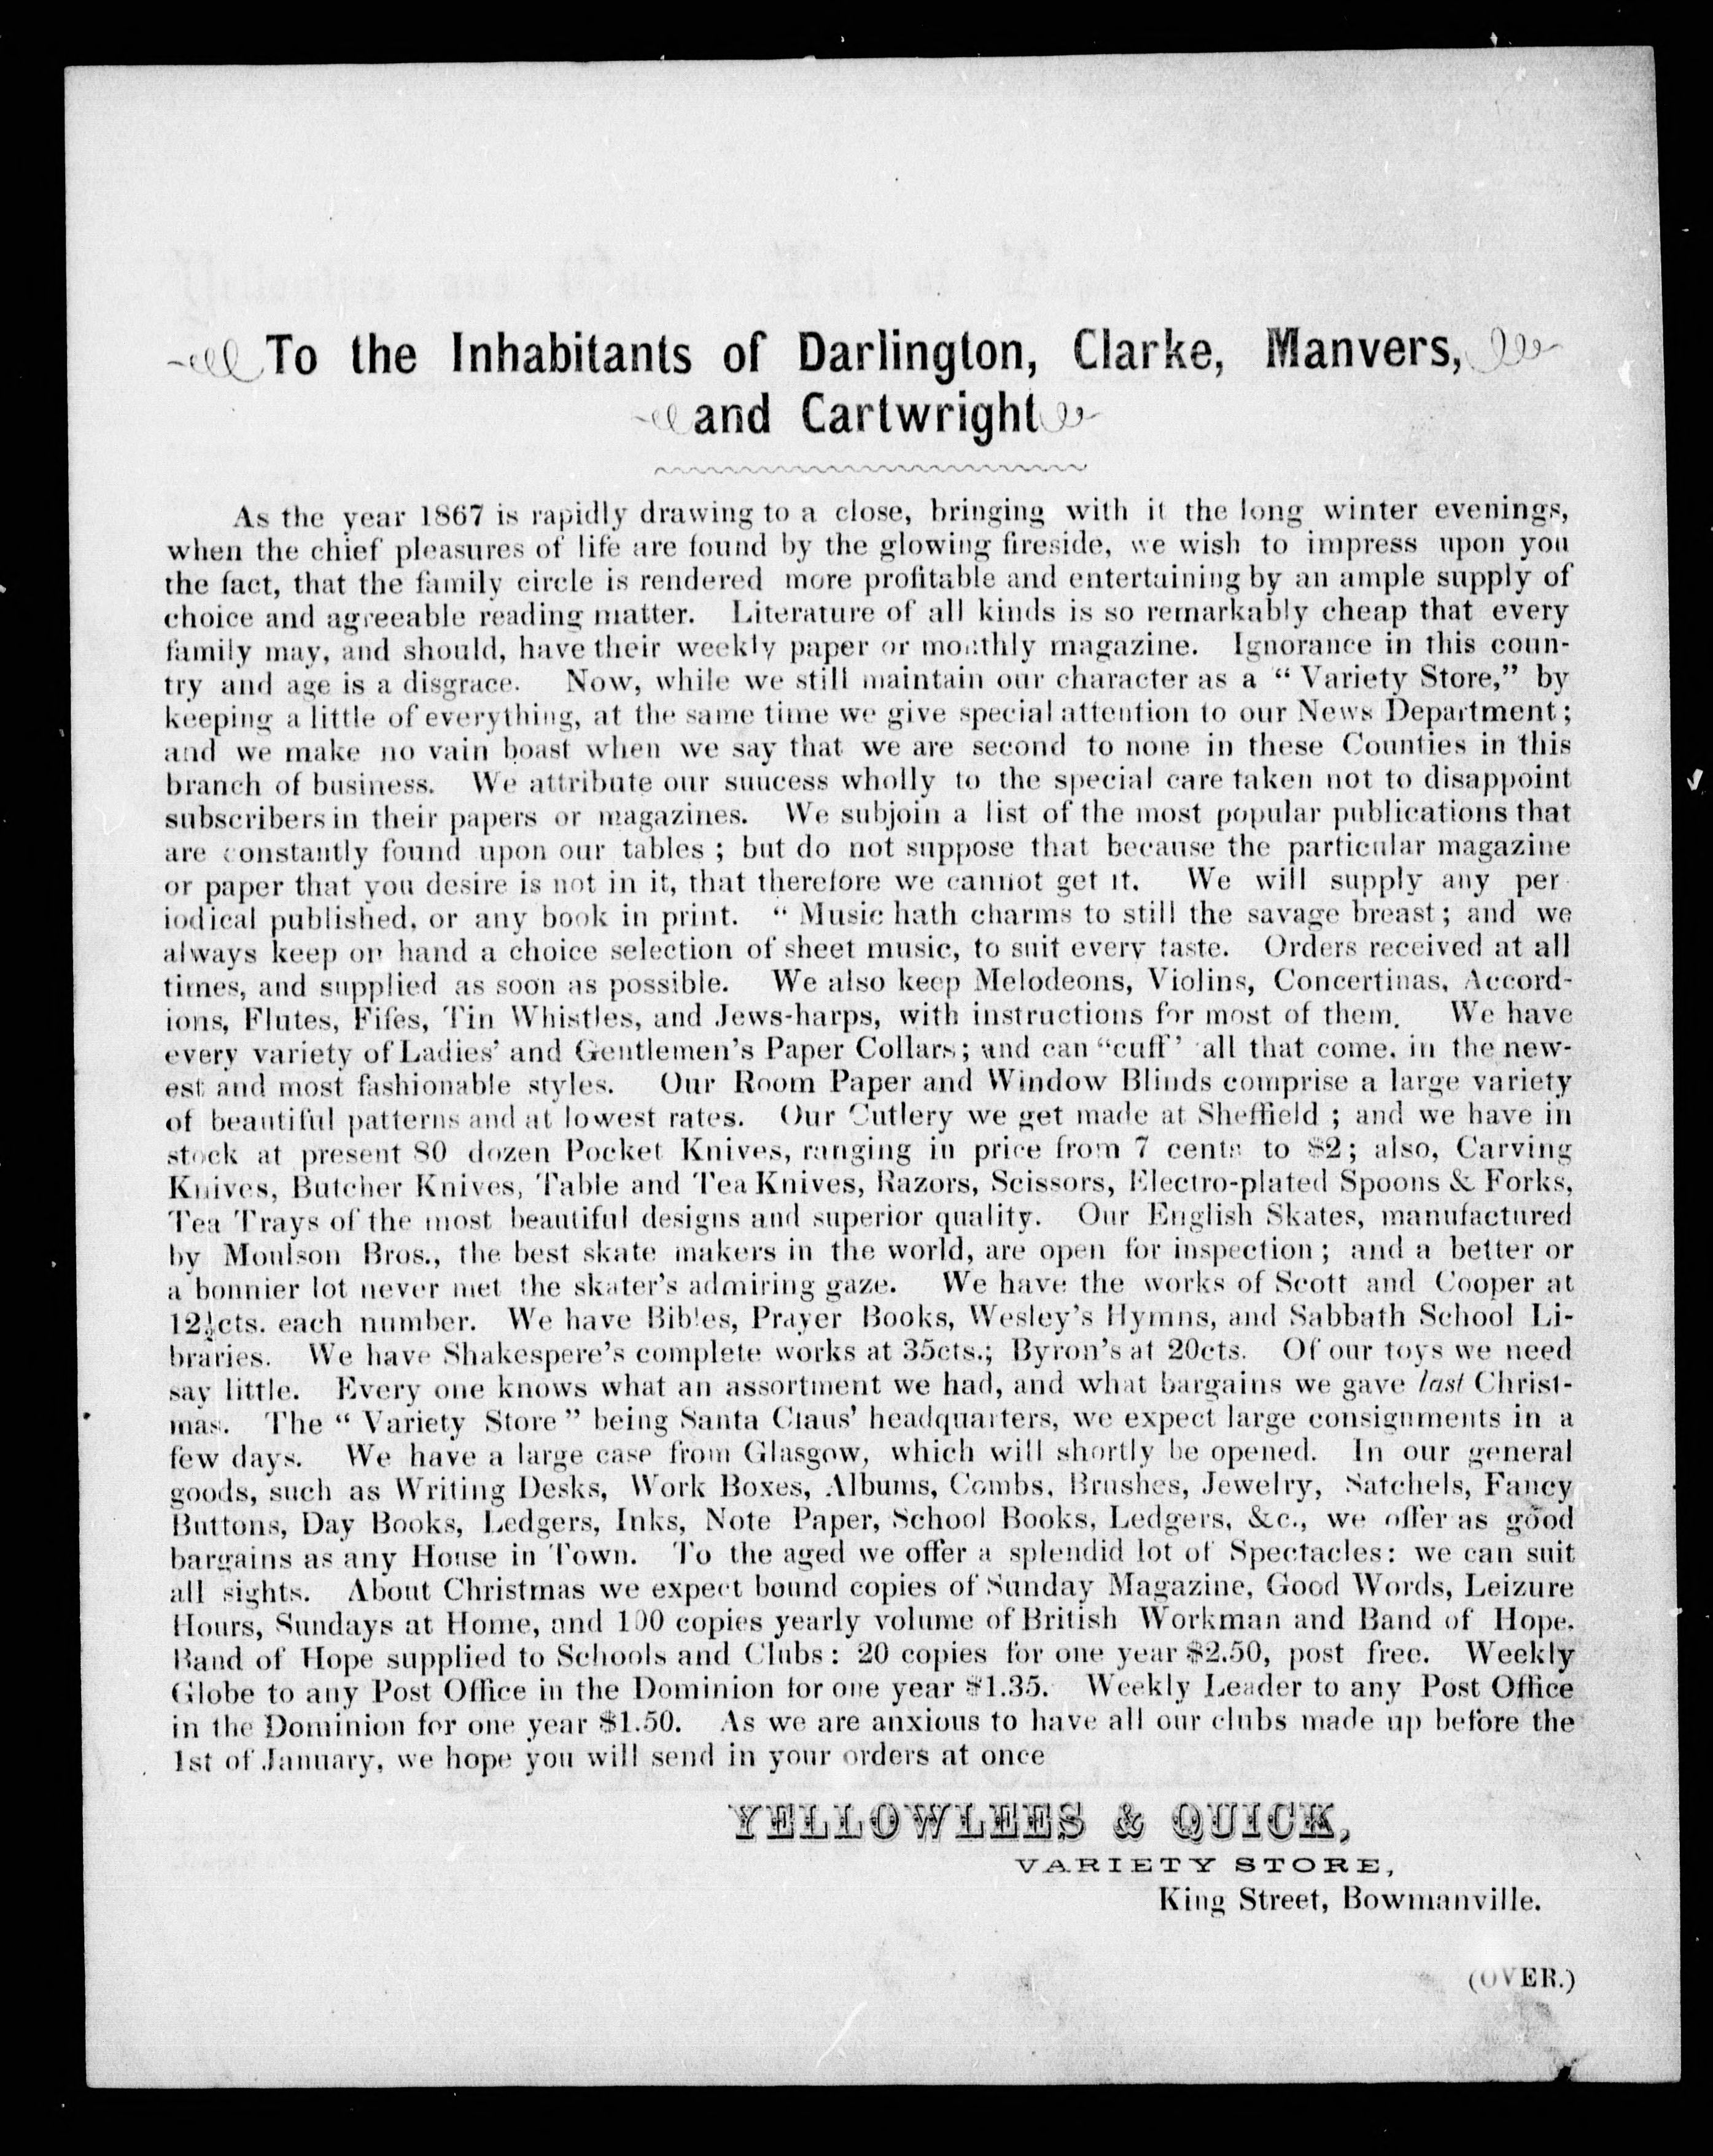 To the Inhabitants of Darlington, Clarke, Manvers,
and Cartwright
As the year 1867 is rapidly drawing to a close, bringing with it the long winter evenings,
when the chief pleasures of life are found by the glowing fireside, we wish to impress upon you
the fact, that the family circle is rendered more profitable and entertaining by an ample supply of
choice and agreeable reading matter. Literature of all kinds is so remarkably cheap that every
family may, and should, have their weekly paper or monthly magazine. Ignorance in this coun-
try and age is a disgrace. Now, while we still maintain our character as a “ Variety Store,” by
keeping a little of everything, at the same time we give special attention to our News Department ;
and we make no vain boast when we say that we are second to none in these Counties in this
branch of business. We attribute our suucess wholly to the special care taken not to disappoint
subscribers in their papers or magazines. We subjoin a list of the most popular publications that
are constantly found upon our tables ; but do not suppose that because the particular magazine
or paper that you desire is not in it, that therefore we cannot get it. We will supply any per-
iodical published, or any book in print. “ Music hath charms to still the savage breast ; and we
always keep on hand a choice selection of sheet music, to suit every taste. Orders received at all
times, and supplied as soon as possible. We also keep Melodeons, Violins, Concertinas, Accord-
ions, Flutes, Fifes, Tin Whistles, and Jews-harps, with instructions for most of them. We have
every variety of Ladies’ and Gentlemen’s Paper Collars ; and can “cuff’ all that come, in the new-
est and most fashionable styles. Our Room Paper and Window Blinds comprise a large variety
of beautiful patterns and at lowest rates. Our Cutlery we get made at Sheffield ; and we have in
stock at present 80 dozen Pocket Knives, ranging in price from 7 cents to $2 ; also, Carving
Knives, Butcher Knives, Table and Tea Knives, Razors, Scissors, Electro-plated Spoons & Forks,
Tea Trays of the most beautiful designs and superior quality. Our English Skates, manufactured
by Moulson Bros., the best skate makers in the world, are open for inspection ; and a better or
a bonnier lot never met the skater’s admiring gaze. We have the works of Scott and Cooper at
12½cts. each number. We have Bibles, Prayer Books, Wesley’s Hymns, and Sabbath School Li-
braries. We have Shakespere’s complete works at 35cts.; Byron’s at 20cts. Of our toys we need
say little. Every one knows what an assortment we had, and what bargains we gave last Christ-
mas. The “ Variety Store ” being Santa Claus’ headquarters, we expect large consignments in a
few days. We have a large case from Glasgow, which will shortly be opened. In our general
goods, such as Writing Desks, Work Boxes, Albums, Combs, Brushes, Jewelry, Satchels, Fancy
Buttons, Day Books, Ledgers, Inks, Note Paper, School Books, Ledgers, &c., we offer as good
bargains as any House in Town. To the aged we offer a splendid lot of Spectacles : we can suit
all sights. About Christmas we expect bound copies of Sunday Magazine, Good Words, Leizure
Hours, Sundays at Home, and 100 copies yearly volume of British Workman and Band of Hope.
Band of Hope supplied to Schools and Clubs : 20 copies for one year $2.50, post free. Weekly
Globe to any Post Office in the Dominion for one year $1.35. Weekly Leader to any Post Office
in the Dominion for one year $1.50. As we are anxious to have all our clubs made up before the
1st of January, we hope you will send in your orders at once
YELLOWLEES & QUICK,
VARIETY STORE,
King Street, Bowmanville.
(OVER.)